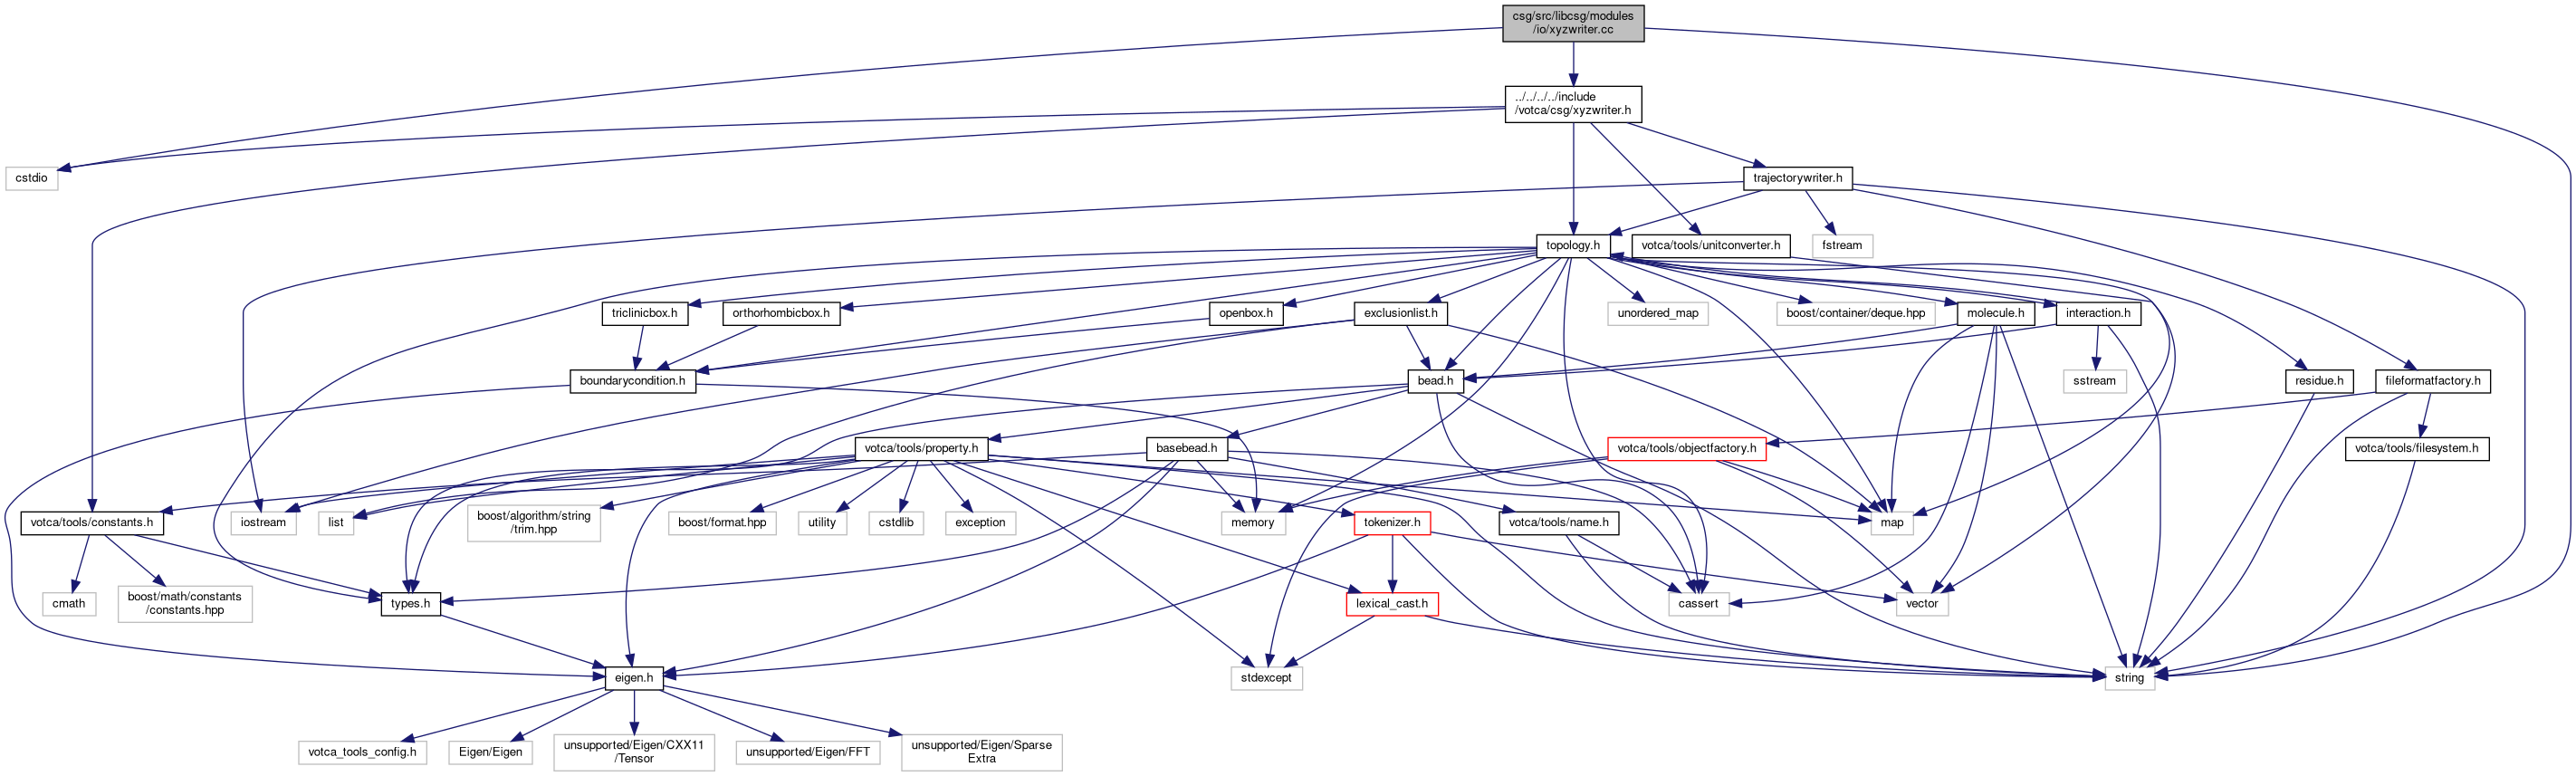 csg/src/libcsg/modules
/io/xyzwriter.cc
../../../../include
/votca/csg/xyzwriter.h
cstdio
trajectorywriter.h
topology.h
votca/tools/unitconverter.h
fstream
triclinicbox.h
orthorhombicbox.h
openbox.h
exclusionlist.h
unordered_map
boost/container/deque.hpp
molecule.h
interaction.h
boundarycondition.h
bead.h
sstream
residue.h
fileformatfactory.h
votca/tools/property.h
basebead.h
votca/tools/objectfactory.h
votca/tools/filesystem.h
votca/tools/constants.h
iostream
list
boost/algorithm/string
/trim.hpp
boost/format.hpp
utility
cstdlib
exception
memory
tokenizer.h
votca/tools/name.h
map
cmath
boost/math/constants
/constants.hpp
types.h
lexical_cast.h
cassert
vector
eigen.h
stdexcept
string
votca_tools_config.h
Eigen/Eigen
unsupported/Eigen/CXX11
/Tensor
unsupported/Eigen/FFT
unsupported/Eigen/Sparse
Extra